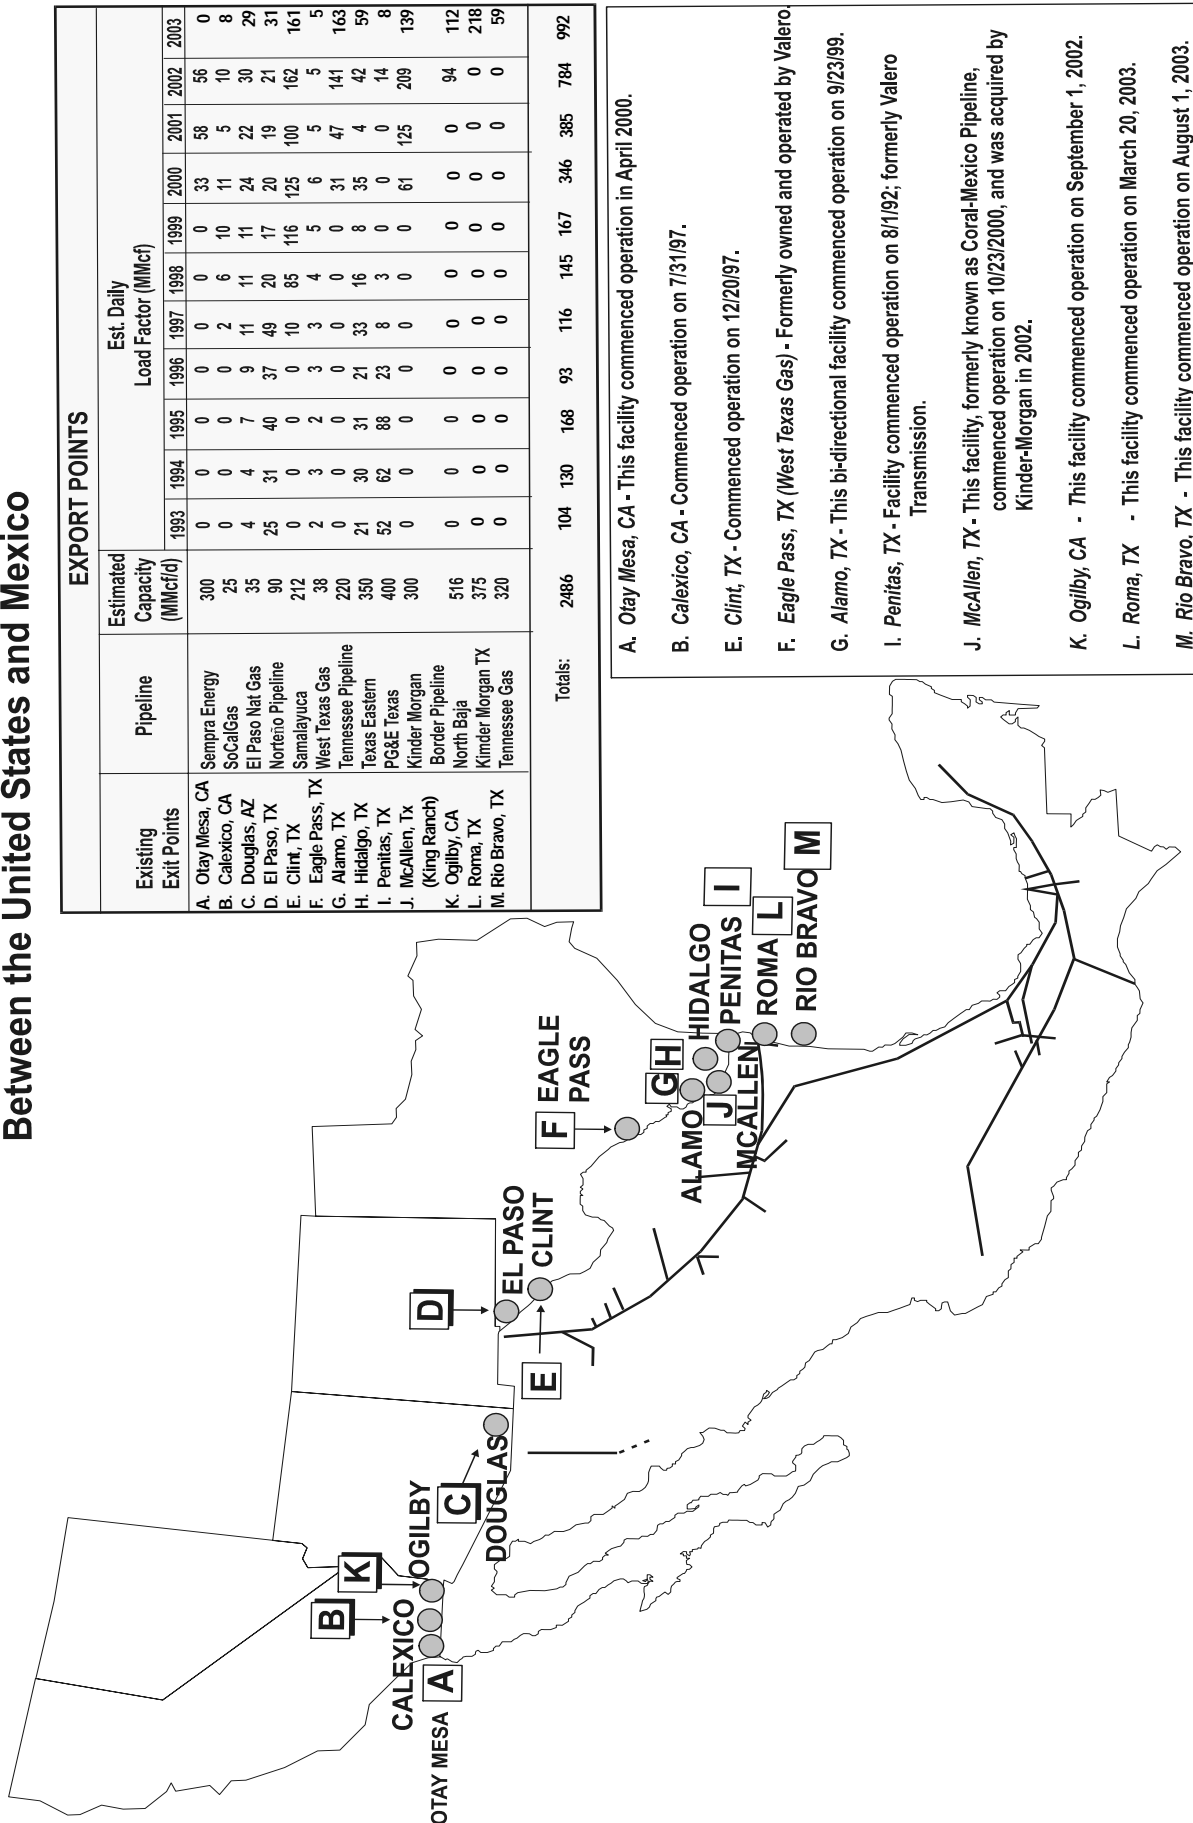 Between the United States and Mexico
EXPORT POINTS
Existing Exit Points | Pipeline | Estimated Capacity (MMcf/d) | Est. Daily Load Factor (MMcf)
1993 1994 1995 1996 1997 1998 1999 2000 2001 2002 2003
A. Otay Mesa, CA Sempra Energy 300 0 0 0 0 0 0 0 33 58 56 0
B. Calexico, CA SoCalGas 25 0 0 0 0 2 6 10 11 5 10 8
C. Douglas, AZ El Paso Nat Gas 35 4 4 7 9 11 11 11 24 22 30 29
D. El Paso, TX Norteño Pipeline 90 25 31 40 37 49 20 17 20 19 21 31
E. Clint, TX Samalayuca 212 0 0 0 0 10 85 116 125 100 162 161
F. Eagle Pass, TX West Texas Gas 38 2 3 2 3 3 4 5 6 5 5 5
G. Alamo, TX Tennessee Pipeline 220 0 0 0 0 0 0 0 31 47 141 163
H. Hidalgo, TX Texas Eastern 350 21 30 31 21 33 16 8 35 4 42 59
I. Penitas, TX PG&E Texas 400 52 62 88 23 8 3 0 0 0 14 8
J. McAllen, Tx Kinder Morgan 300 0 0 0 0 0 0 0 61 125 209 139
(King Ranch) Border Pipeline
K. Ogilby, CA North Baja 516 0 0 0 0 0 0 0 0 0 94 112
L. Roma, TX Kimder Morgan TX 375 0 0 0 0 0 0 0 0 0 0 218
M. Rio Bravo, TX Tennessee Gas 320 0 0 0 0 0 0 0 0 0 0 59
Totals: 2486 104 130 168 93 116 145 167 346 385 784 992
A. Otay Mesa, CA - This facility commenced operation in April 2000.
B. Calexico, CA - Commenced operation on 7/31/97.
E. Clint, TX - Commenced operation on 12/20/97.
F. Eagle Pass, TX (West Texas Gas) - Formerly owned and operated by Valero.
G. Alamo, TX - This bi-directional facility commenced operation on 9/23/99.
I. Penitas, TX - Facility commenced operation on 8/1/92; formerly Valero
Transmission.
J. McAllen, TX - This facility, formerly known as Coral-Mexico Pipeline,
commenced operation on 10/23/2000, and was acquired by
Kinder-Morgan in 2002.
K. Ogilby, CA - This facility commenced operation on September 1, 2002.
L. Roma, TX - This facility commenced operation on March 20, 2003.
M. Rio Bravo, TX - This facility commenced operation on August 1, 2003.
OTAY MESA
A
CALEXICO
B
K
OGILBY
C
DOUGLAS
D
EL PASO
CLINT
E
F
EAGLE
PASS
G
H
ALAMO
HIDALGO
J
MCALLEN
PENITAS
I
ROMA
L
RIO BRAVO
M